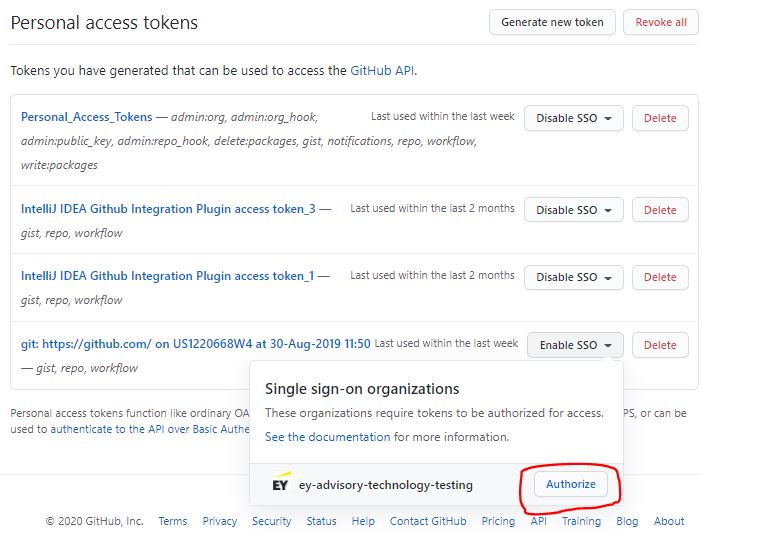 Personal access tokens
Generate new token
Revoke all
Tokens you have generated that can be used to access the GitHub API.
Personal_Access_Tokens — admin:org, admin:org_hook,
admin:public_key, admin:repo_hook, delete:packages, gist, notifications, repo, workflow,
write:packages
Last used within the last week
Disable SSO
Delete
IntelliJ IDEA Github Integration Plugin access token_3 —
gist, repo, workflow
Last used within the last 2 months
Disable SSO
Delete
IntelliJ IDEA Github Integration Plugin access token_1 —
gist, repo, workflow
Last used within the last 2 months
Disable SSO
Delete
git: https://github.com/ on US1220668W4 at 30-Aug-2019 11:50
— gist, repo, workflow
Last used within the last week
Enable SSO
Delete
Single sign-on organizations
These organizations require tokens to be authorized for access.
See the documentation for more information.
EY ey-advisory-technology-testing
Authorize
Personal access tokens function like ordinary OA PS, or can be
used to authenticate to the API over Basic Authe
© 2020 GitHub, Inc. Terms Privacy Security Status Help Contact GitHub Pricing API Training Blog About